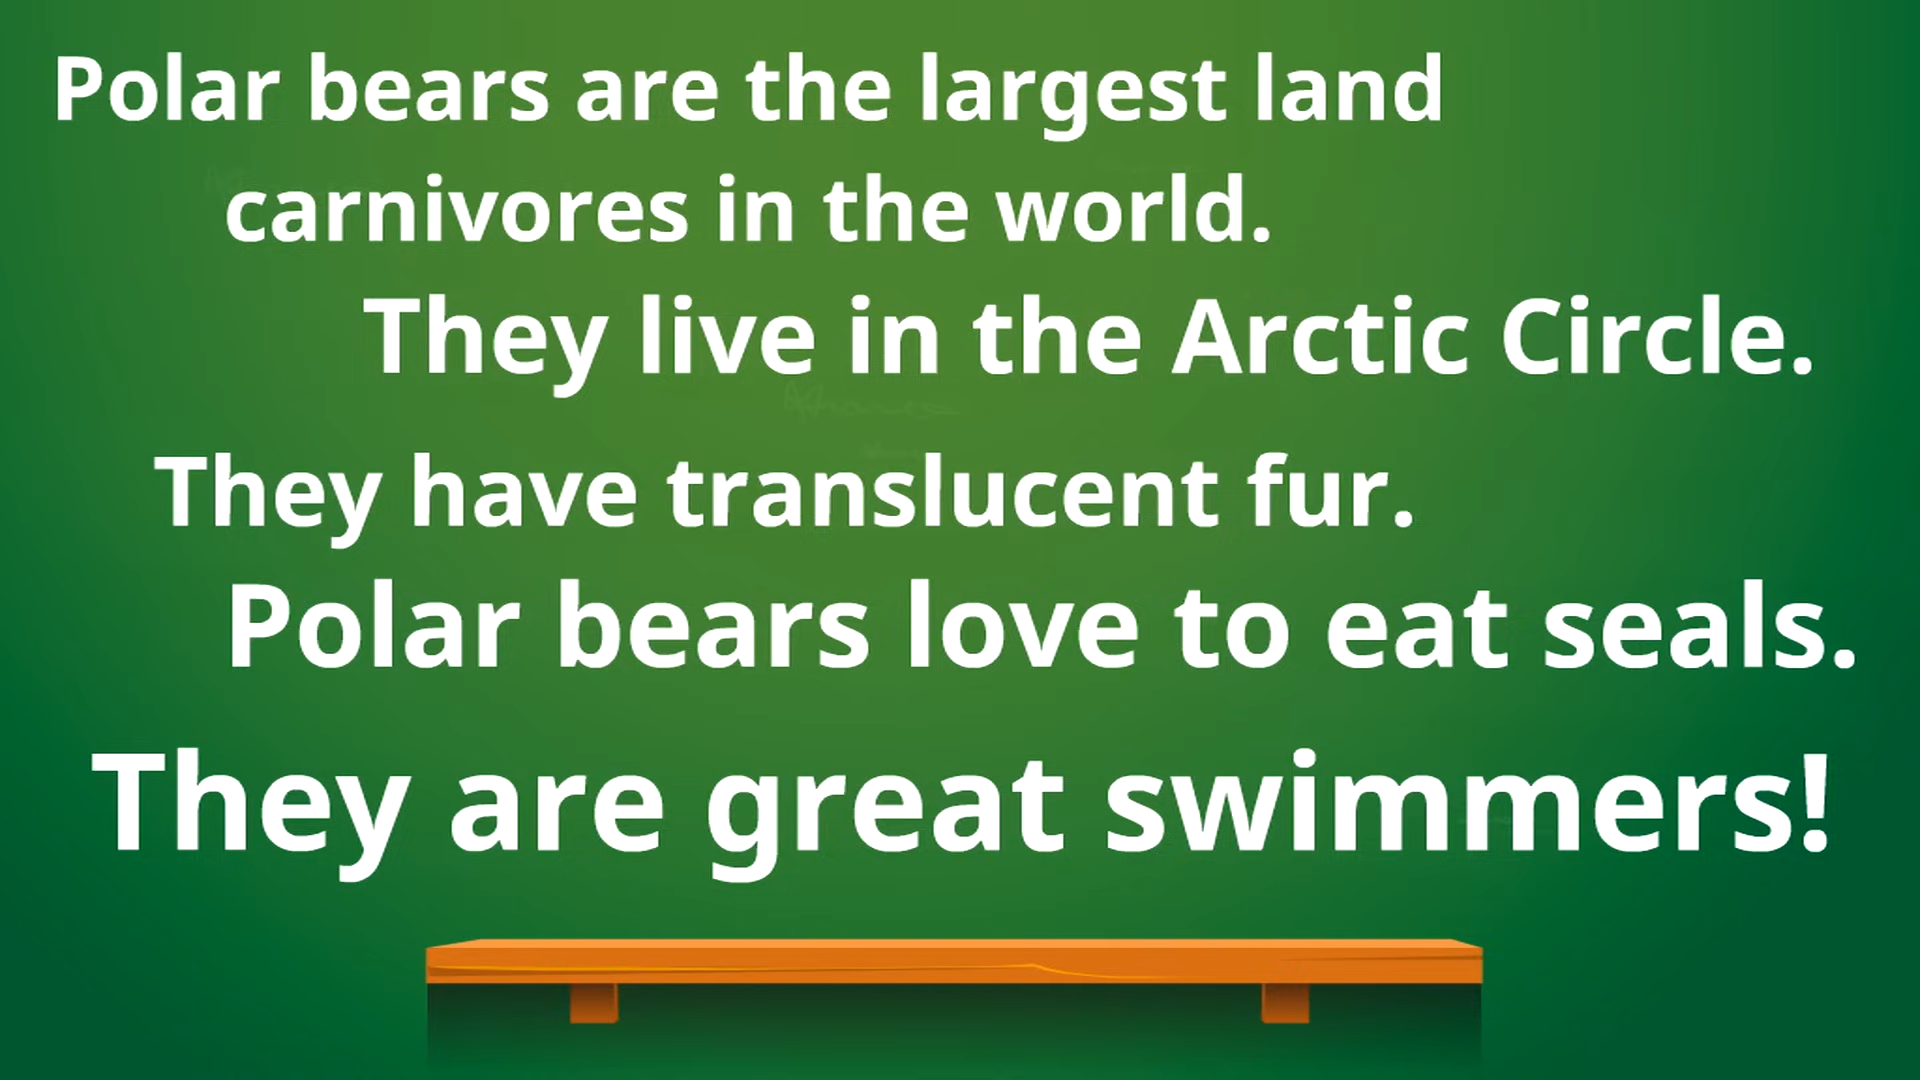 Polar bears are the largest land
carnivores in the world.
They live in the Arctic Circle.
They have translucent fur.
Polar bears love to eat seals.
They are great swimmers!